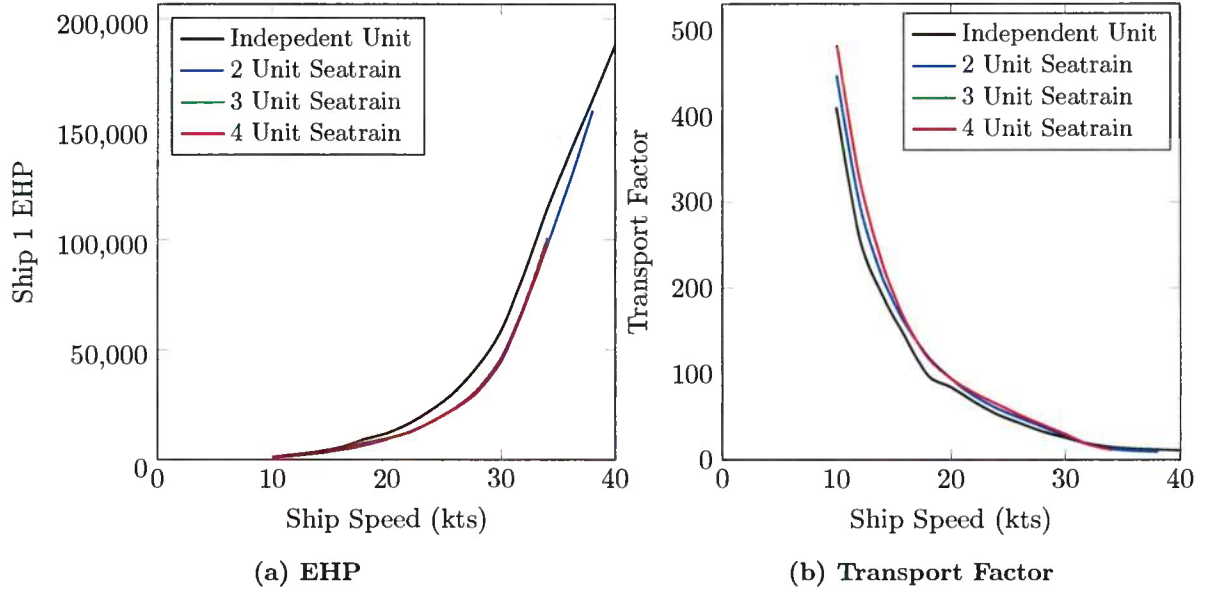 200,000
150,000
100,000
50,000
0
10
20
30
40
Ship 1 EHP
Ship Speed (kts)
Indepedent Unit
2 Unit Seatrain
3 Unit Seatrain
4 Unit Seatrain
(a) EHP
500
400
300
200
100
0
0
10
20
30
40
Transport Factor
Ship Speed (kts)
Independent Unit
2 Unit Seatrain
3 Unit Seatrain
4 Unit Seatrain
(b) Transport Factor